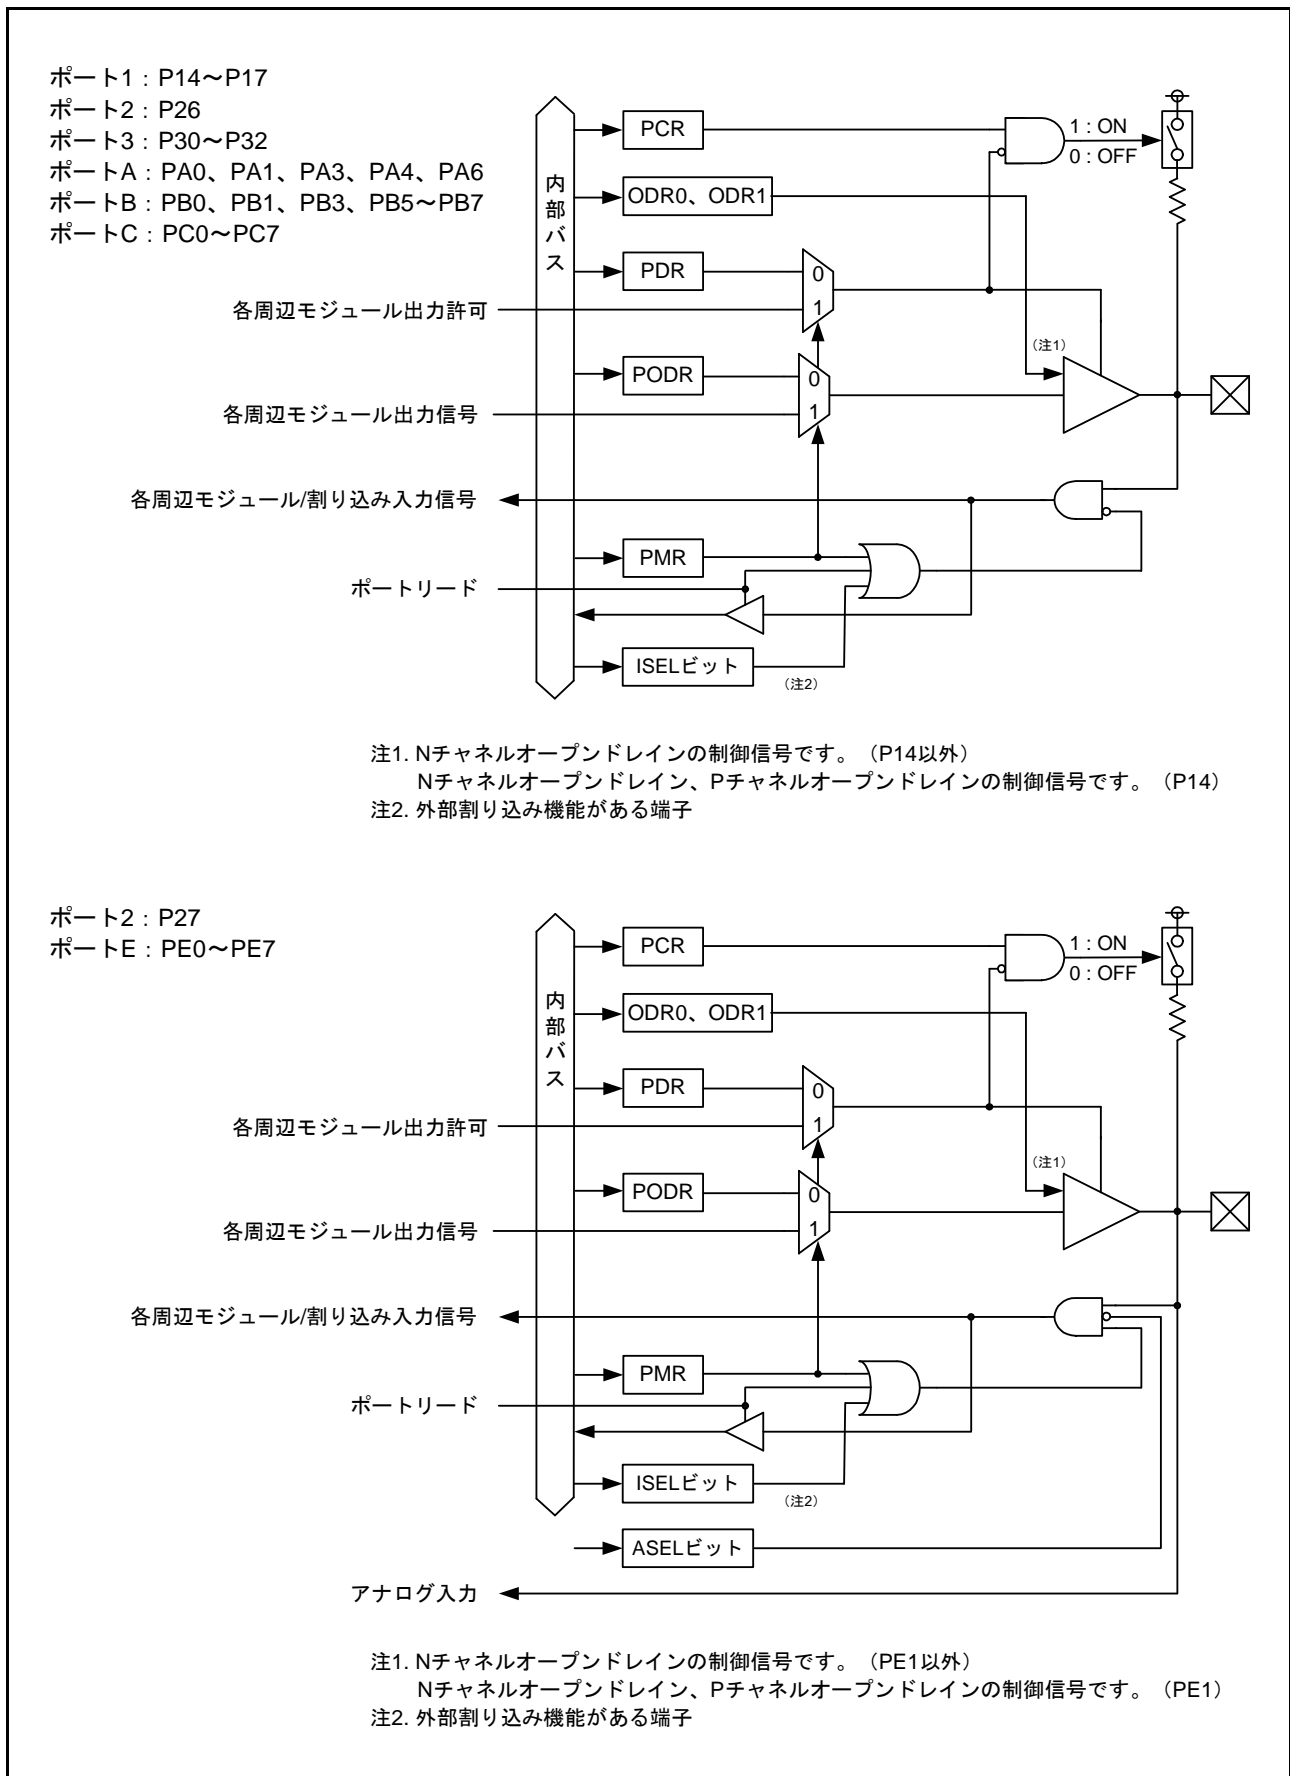 ポート1：P14～P17
ポート2：P26
ポート3：P30～P32
ポートA：PA0、PA1、PA3、PA4、PA6
ポートB：PB0、PB1、PB3、PB5～PB7
ポートC：PC0～PC7
内部バス
PCR
1 : ON
0 : OFF
ODR0、ODR1
PDR
0
1
各周辺モジュール出力許可
（注1）
PODR
0
1
各周辺モジュール出力信号
各周辺モジュール/割り込み入力信号
PMR
ポートリード
ISELビット
（注2）
注1. Nチャネルオープンドレインの制御信号です。（P14以外）
Nチャネルオープンドレイン、Pチャネルオープンドレインの制御信号です。（P14）
注2. 外部割り込み機能がある端子
ポート2：P27
ポートE：PE0～PE7
内部バス
PCR
1 : ON
0 : OFF
ODR0、ODR1
PDR
0
1
各周辺モジュール出力許可
（注1）
PODR
0
1
各周辺モジュール出力信号
各周辺モジュール/割り込み入力信号
PMR
ポートリード
ISELビット
（注2）
ASELビット
アナログ入力
注1. Nチャネルオープンドレインの制御信号です。（PE1以外）
Nチャネルオープンドレイン、Pチャネルオープンドレインの制御信号です。（PE1）
注2. 外部割り込み機能がある端子